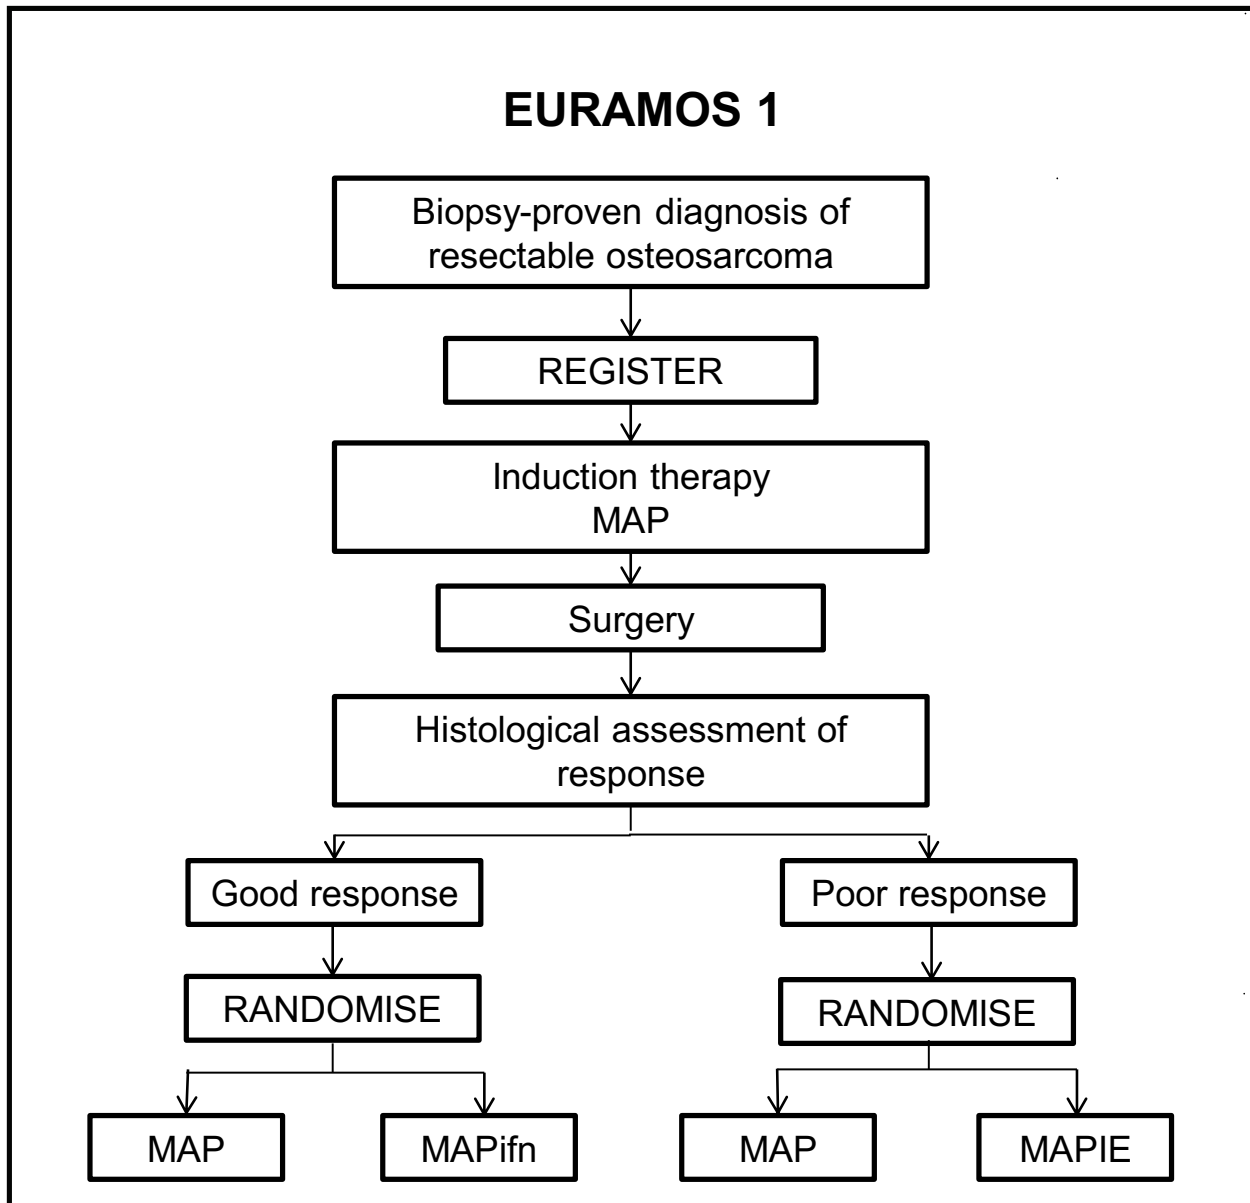 EURAMOS 1
Biopsy-proven diagnosis of
resectable osteosarcoma
REGISTER
Induction therapy
MAP
Surgery
Histological assessment of
response
Good response
Poor response
RANDOMISE
RANDOMISE
MAP
MAPifn
MAP
MAPIE